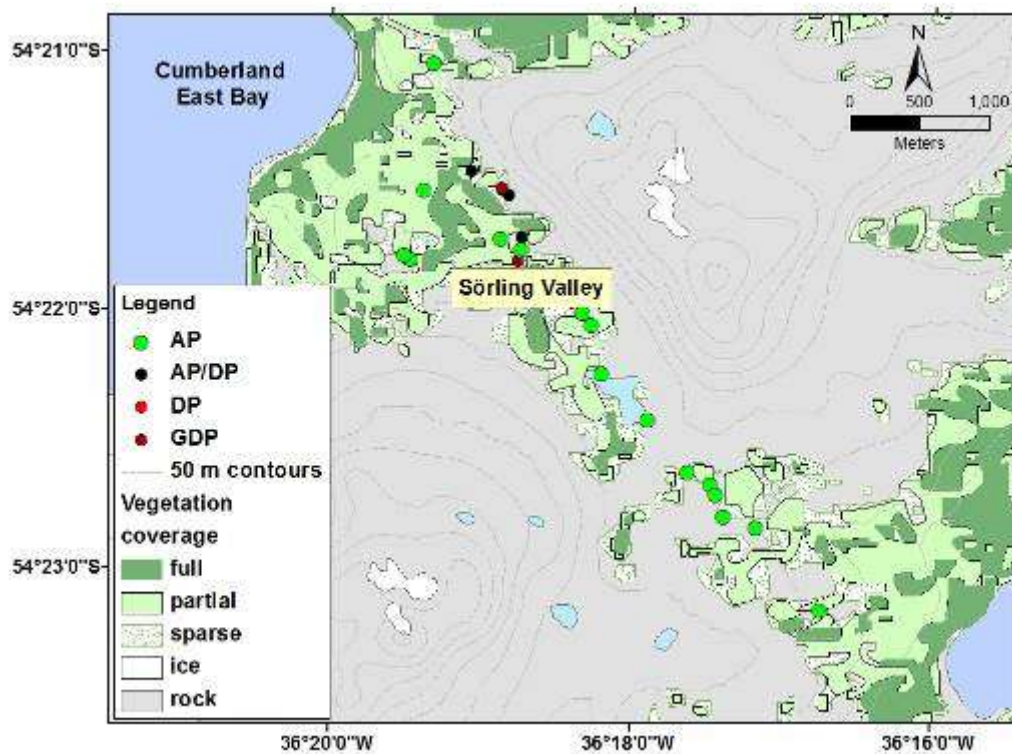 54°21'0"S
Cumberland
East Bay
N
0 500 1,000
Meters
Sörling Valley
54°22'0"S
Legend
AP
AP/DP
DP
GDP
50 m contours
Vegetation
coverage
full
partial
sparse
ice
rock
54°23'0"S
36°20'0"W 36°18'0"W 36°16'0"W